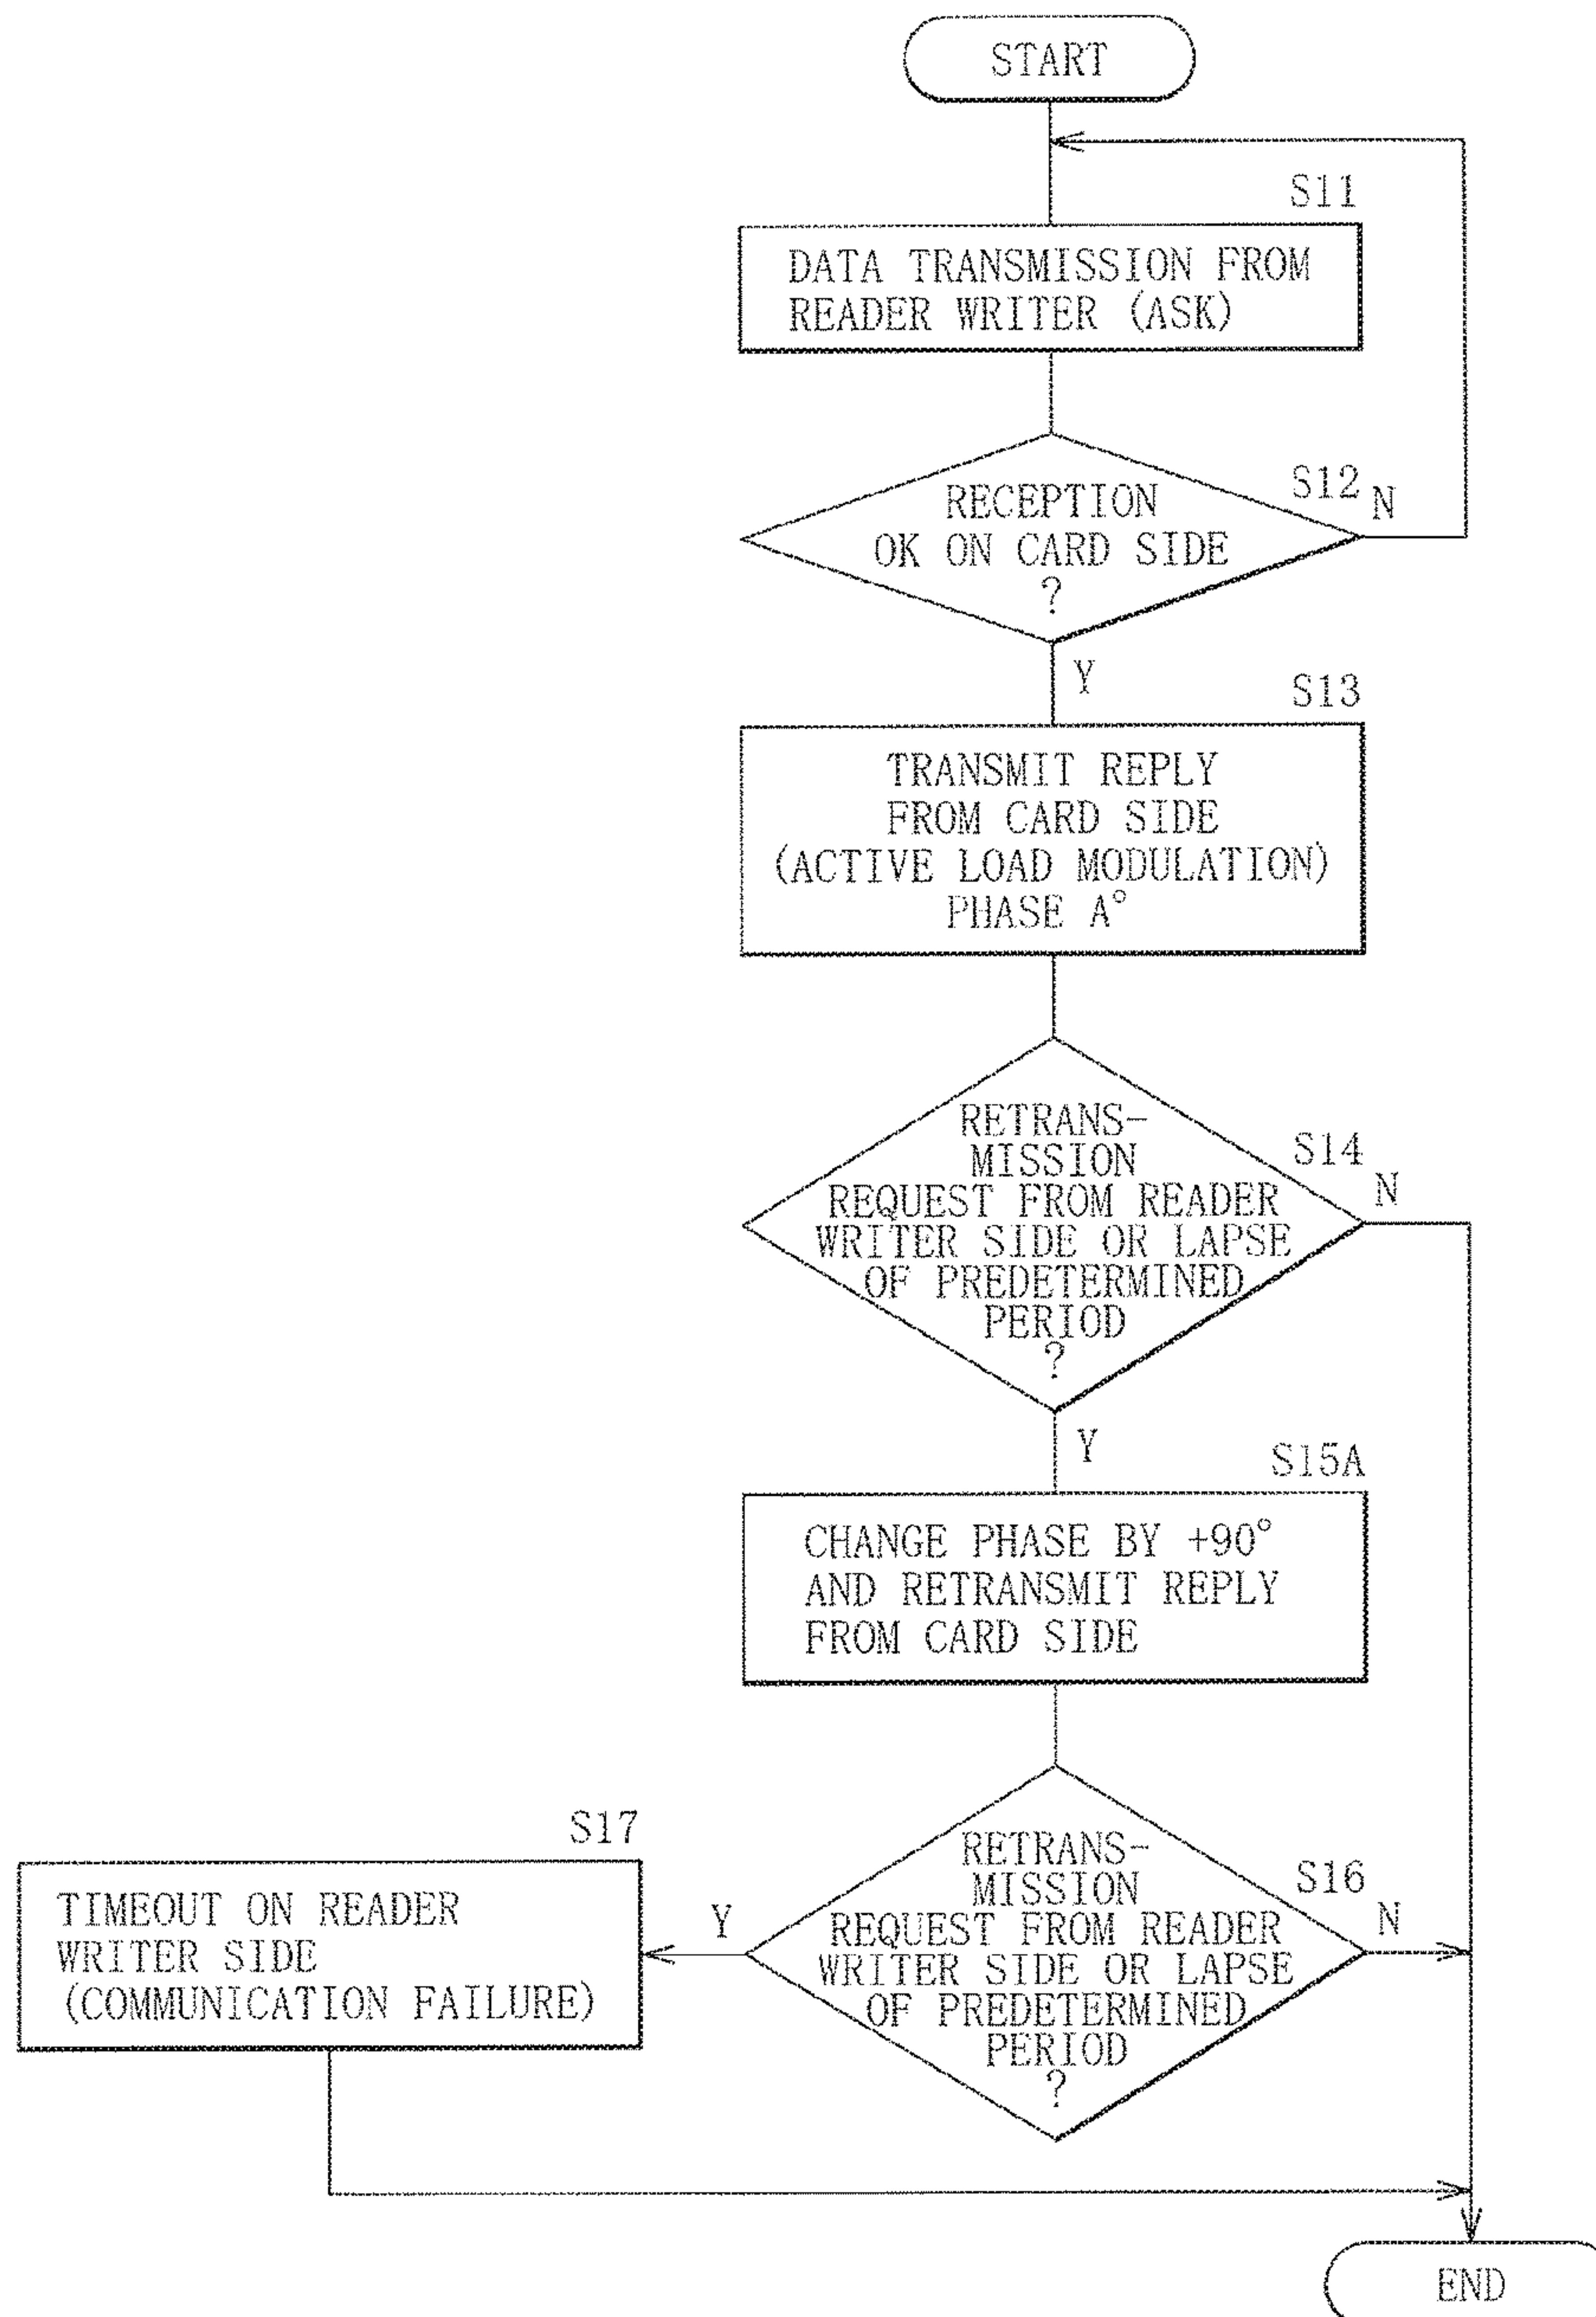 START
S11
DATA TRANSMISSION FROM
READER WRITER (ASK)
S12
N
RECEPTION
OK ON CARD SIDE
?
Y
S13
TRANSMIT REPLY
FROM CARD SIDE
(ACTIVE LOAD MODULATION)
PHASE A°
S14
N
RETRANS-
MISSION
REQUEST FROM READER
WRITER SIDE OR LAPSE
OF PREDETERMINED
PERIOD
?
Y
S15A
CHANGE PHASE BY +90°
AND RETRANSMIT REPLY
FROM CARD SIDE
S16
N
RETRANS-
MISSION
REQUEST FROM READER
WRITER SIDE OR LAPSE
OF PREDETERMINED
PERIOD
?
Y
S17
TIMEOUT ON READER
WRITER SIDE
(COMMUNICATION FAILURE)
END